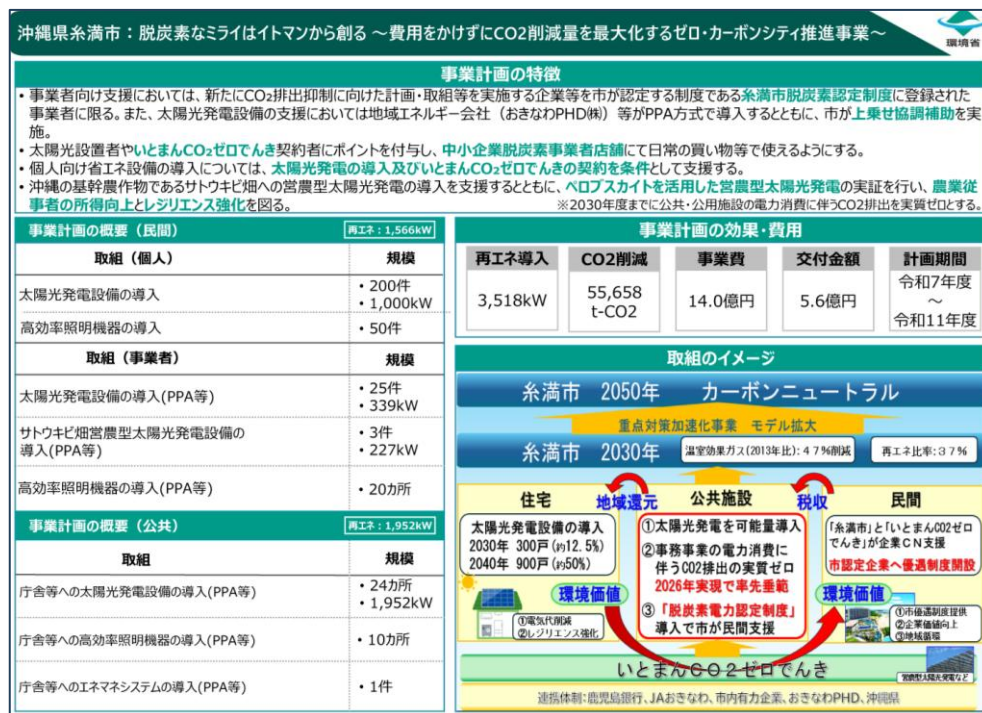 沖縄県糸満市：脱炭素なミライはイトマンから創る ～費用をかけずにCO2削減量を最大化するゼロ・カーボンシティ推進事業～
環境省
事業計画の特徴
• 事業者向け支援においては、新たにCO₂排出抑制に向けた計画・取組等を実施する企業等を市が認定する制度である糸満市脱炭素認定制度に登録された
事業者に限る。また、太陽光発電設備の支援においては地域エネルギー会社（おきなわPHD㈱）等がPPA方式で導入するとともに、市が上乗せ協調補助を実
施。
• 太陽光設置者やいとまんCO₂ゼロでんき契約者にポイントを付与し、中小企業脱炭素事業者店舗にて日常の買い物等で使えるようにする。
• 個人向け省エネ設備の導入については、太陽光発電の導入及びいとまんCO₂ゼロでんきの契約を条件として支援する。
• 沖縄の基幹農作物であるサトウキビ畑への営農型太陽光発電の導入を支援するとともに、ペロブスカイトを活用した営農型太陽光発電の実証を行い、農業従
事者の所得向上とレジリエンス強化を図る。
※2030年度までに公共・公用施設の電力消費に伴うCO2排出を実質ゼロとする。
事業計画の概要（民間）
再エネ：1,566kW
取組（個人）
規模
太陽光発電設備の導入
• 200件
• 1,000kW
高効率照明機器の導入
• 50件
取組（事業者）
規模
太陽光発電設備の導入(PPA等)
• 25件
• 339kW
サトウキビ畑営農型太陽光発電設備の
導入(PPA等)
• 3件
• 227kW
高効率照明機器の導入(PPA等)
• 20カ所
事業計画の概要（公共）
再エネ：1,952kW
取組
規模
庁舎等への太陽光発電設備の導入(PPA等)
• 24カ所
• 1,952kW
庁舎等への高効率照明機器の導入(PPA等)
• 10カ所
庁舎等へのエネマネシステムの導入(PPA等)
• 1件
事業計画の効果・費用
再エネ導入
CO2削減
事業費
交付金額
計画期間
3,518kW
55,658
t-CO2
14.0億円
5.6億円
令和7年度
～
令和11年度
取組のイメージ
糸満市 2050年 カーボンニュートラル
重点対策加速化事業 モデル拡大
糸満市 2030年
温室効果ガス(2013年比)：４７％削減
再エネ比率：３７％
住宅
地域還元
公共施設
税収
民間
太陽光発電設備の導入
2030年 300戸(約12.5%)
2040年 900戸(約50%)
①太陽光発電を可能量導入
②事務事業の電力消費に
伴うCO2排出の実質ゼロ
2026年実現で率先垂範
③「脱炭素電力認定制度」
導入で市が民間支援
「糸満市」と「いとまんCO2ゼロ
でんき」が企業ＣＮ支援
市認定企業へ優遇制度開設
環境価値
環境価値
①電気代削減
②レジリエンス強化
①市優遇制度提供
②企業価値向上
③地域循環
いとまんＣＯ２ゼロでんき
営農型太陽光発電など
連携体制：鹿児島銀行、JAおきなわ、市内有力企業、おきなわPHD、沖縄県